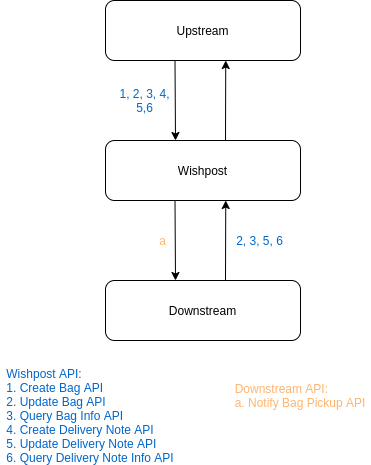 Upstream
1, 2, 3, 4,
5,6
Wishpost
a
2, 3, 5, 6
Downstream
Wishpost API:
1. Create Bag API
2. Update Bag API
3. Query Bag Info API
4. Create Delivery Note API
5. Update Delivery Note API
6. Query Delivery Note Info API
Downstream API:
a. Notify Bag Pickup API